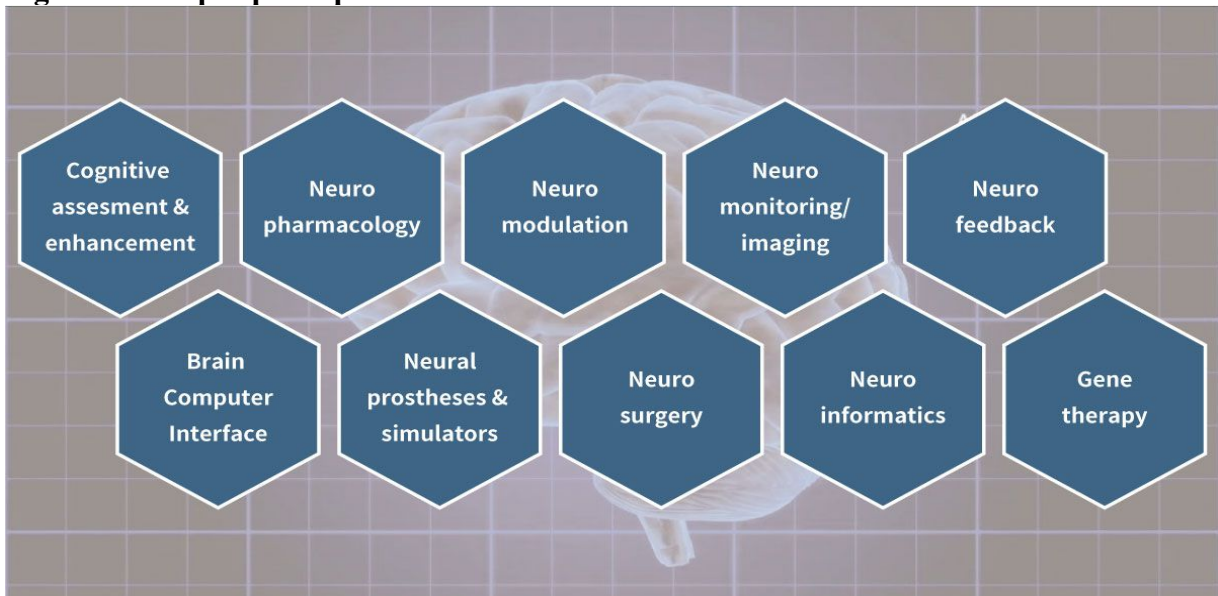 Cognitive
assesment &
enhancement
Neuro
pharmacology
Neuro
modulation
Neuro
monitoring/
imaging
Neuro
feedback
Brain
Computer
Interface
Neural
prostheses &
simulators
Neuro
surgery
Neuro
informatics
Gene
therapy